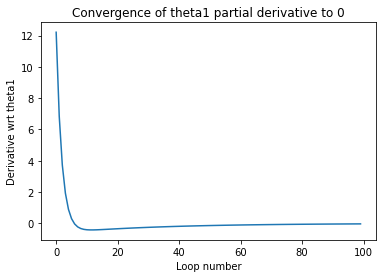 Convergence of theta1 partial derivative to 0
12
10
8
6
4
2
0
Derivative wrt theta1
0 20 40 60 80 100
Loop number